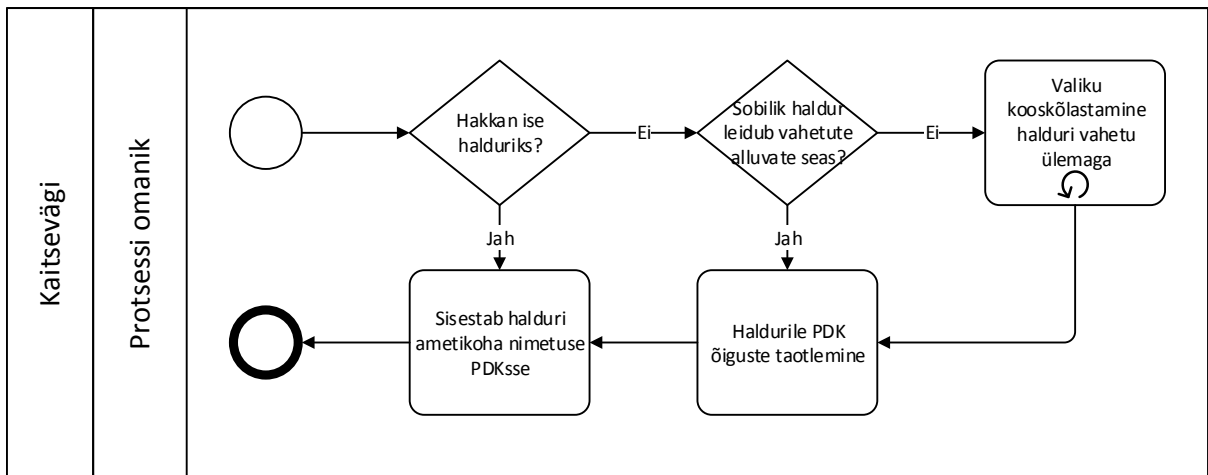 Kaitsevägi
Protsessi omanik
Hakkan ise
halduriks?
Ei
Sobilik haldur
leidub vahetute
alluvate seas?
Ei
Valiku
kooskõlastamine
halduri vahetu
ülemaga
Jah
Jah
Sisestab halduri
ametikoha nimetuse
PDKsse
Haldurile PDK
õiguste taotlemine